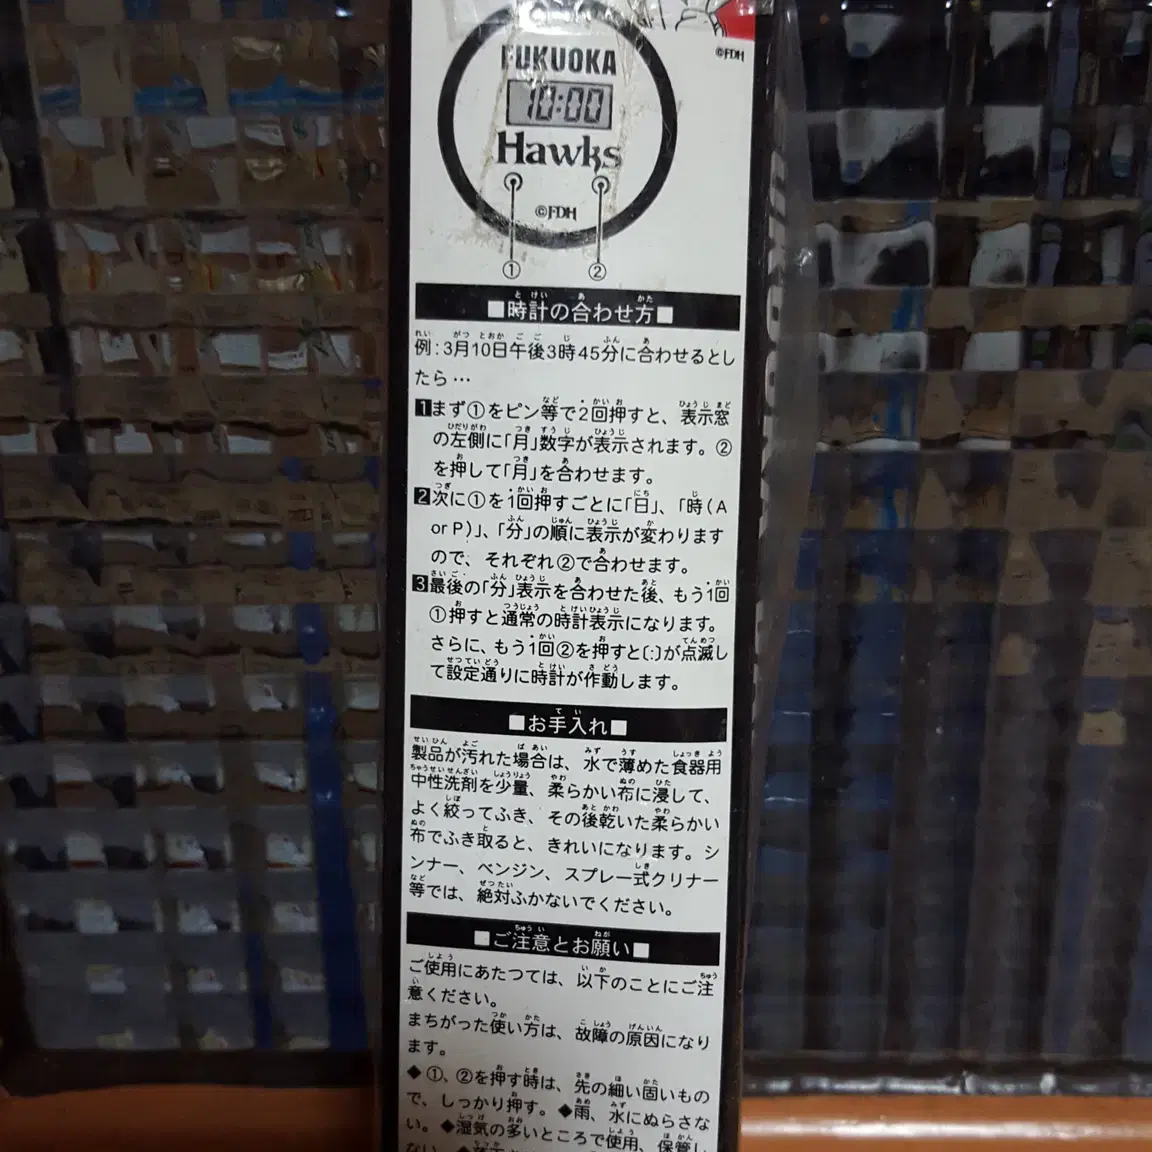 ©FDH
FUKUOKA
10:00
Hawks
©FDH
① ②
■時計の合わせ方■
例:3月10日午後3時45分に合わせるとし
たら…
1まず①をピン等で2回押すと、表示窓
の左側に「月」数字が表示されます。②
を押して「月」を合わせます。
2次に①を1回押すごとに「日」、「時(A
or P)」、「分」の順に表示が変わります
ので、それぞれ②で合わせます。
3最後の「分」表示を合わせた後、もう1回
①押すと通常の時計表示になります。
さらに、もう1回②を押すと(:)が点滅し
て設定通りに時計が作動します。
■お手入れ■
製品が汚れた場合は、水で薄めた食器用
中性洗剤を少量、柔らかい布に浸して、
よく絞ってふき、その後乾いた柔らかい
布でふき取ると、きれいになります。シ
ンナー、ベンジン、スプレー式クリナー
等では、絶対ふかないでください。
■ご注意とお願い■
ご使用にあたつては、以下のことにご注
意ください。
まちがった使い方は、故障の原因になり
ます。
◆①、②を押す時は、先の細い固いもの
で、しっかり押す。◆雨、水にぬらさな
い。◆湿気の多いところで使用、保管し
ない。◆